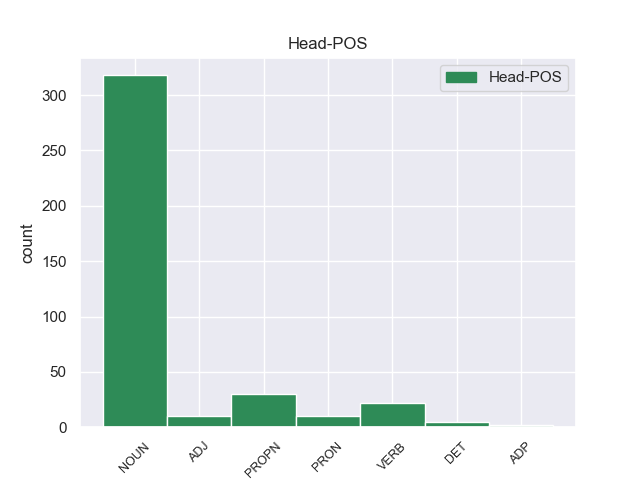 Head-POS
Head-POS
300
250
200
150
100
50
0
count
NOUN
ADJ
PROPN
PRON
VERB
DET
ADP